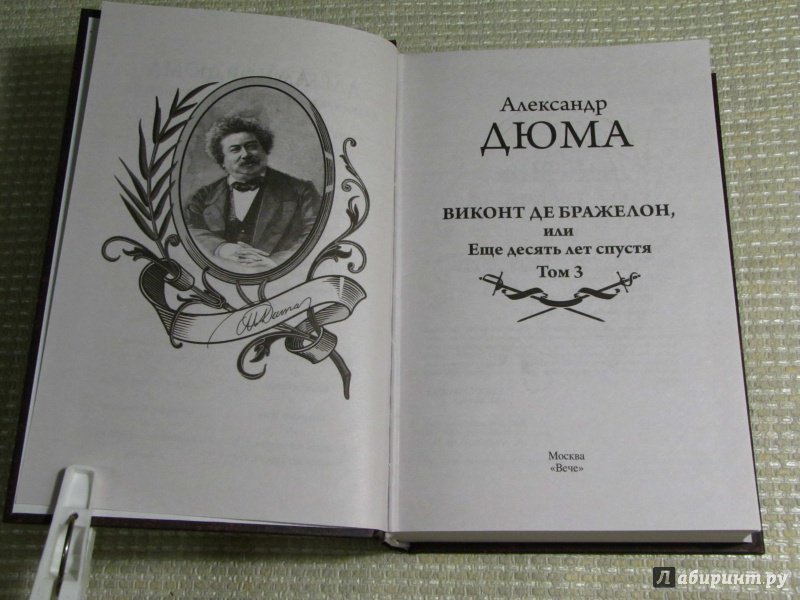 Александр
ДЮМА
ВИКОНТ ДЕ БРАЖЕЛОН,
или
Еще десять лет спустя
Том 3
Москва
«Вече»
Лабиринт.ру